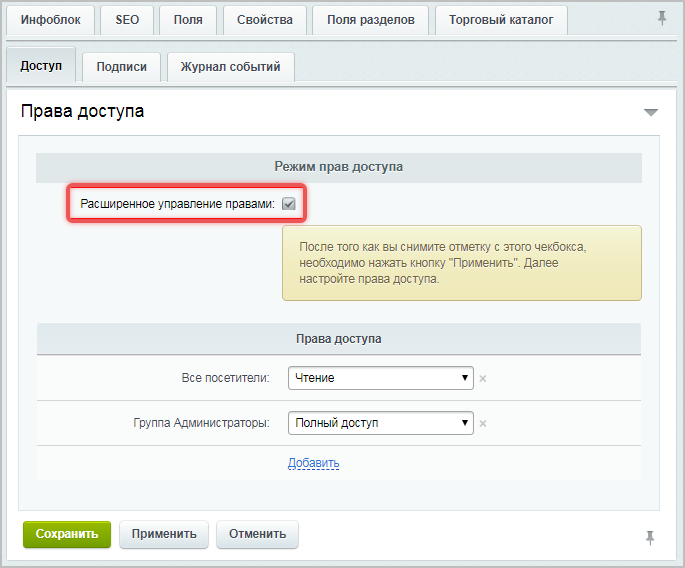 Инфоблок SEO Поля Свойства Поля разделов Торговый каталог
Доступ Подписи Журнал событий
Права доступа
Режим прав доступа
Расширенное управление правами:
После того как вы снимите отметку с этого чекбокса,
необходимо нажать кнопку "Применить". Далее
настройте права доступа.
Права доступа
Все посетители: Чтение
Группа Администраторы: Полный доступ
Добавить
Сохранить Применить Отменить